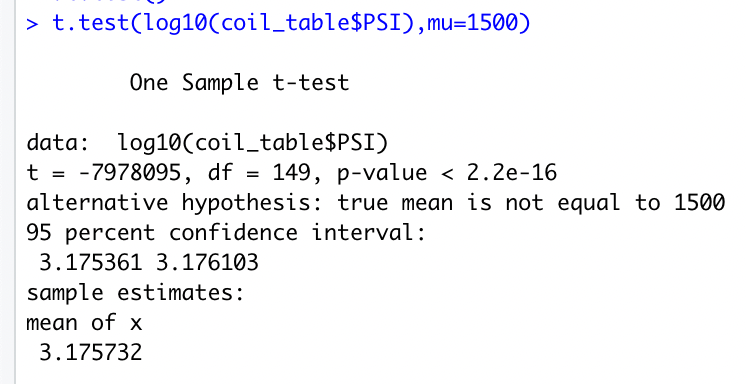 > t.test(log10(coil_table$PSI),mu=1500)
One Sample t-test
data:  log10(coil_table$PSI)
t = -7978095, df = 149, p-value < 2.2e-16
alternative hypothesis: true mean is not equal to 1500
95 percent confidence interval:
3.175361 3.176103
sample estimates:
mean of x
3.175732